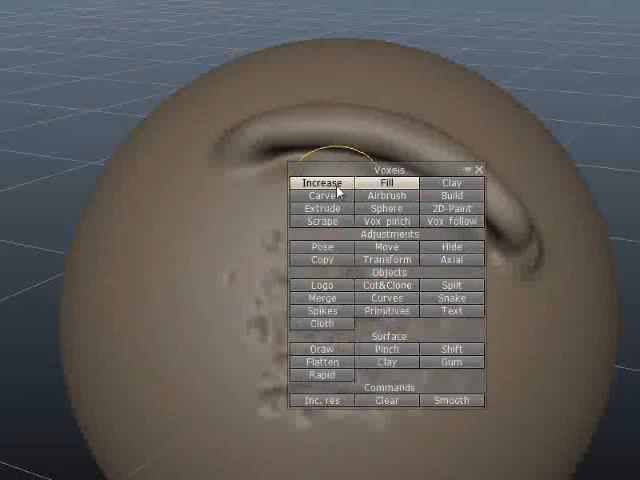 Voxels
Increase Fill Clay
Carve Airbrush Build
Extrude Sphere 2D-Paint
Scrape Vox pinch Vox follow
Adjustments
Pose Move Hide
Copy Transform Axial
Objects
Logo Cut&Clone Split
Merge Curves Snake
Spikes Primitives Text
Cloth
Surface
Draw Pinch Shift
Flatten Clay Gum
Rapid
Commands
Inc. res Clear Smooth